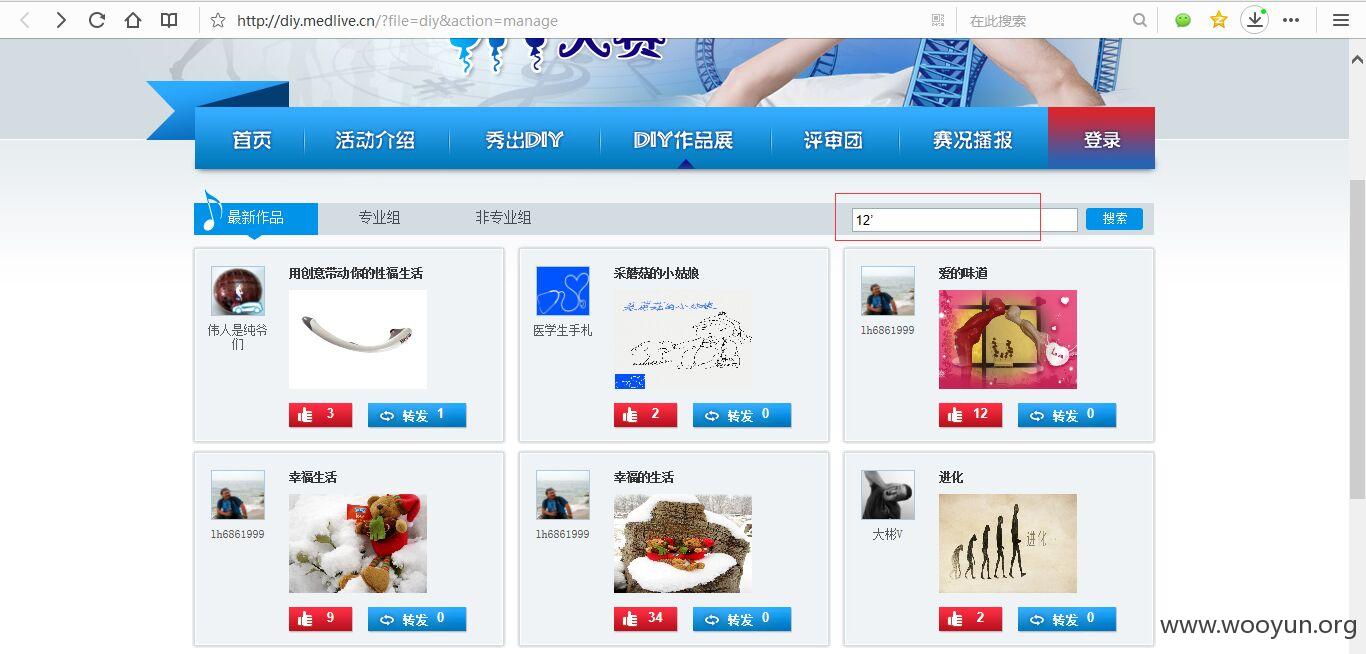 http://diy.medlive.cn/?file=diy&action=manage
在此搜索
大赛
首页 活动介绍 秀出DIY DIY作品展 评审团 赛况播报 登录
最新作品 专业组 非专业组 12' 搜索
用创意带动你的性福生活
伟人是纯爷们
3 转发 1
采蘑菇的小姑娘
采蘑菇的小姑娘
医学生手札
2 转发 0
爱的味道
lh6861999
Love
12 转发 0
幸福生活
lh6861999
9 转发 0
幸福的生活
lh6861999
34 转发 0
进化
大彬V
进化
2 转发 0
www.wooyun.org